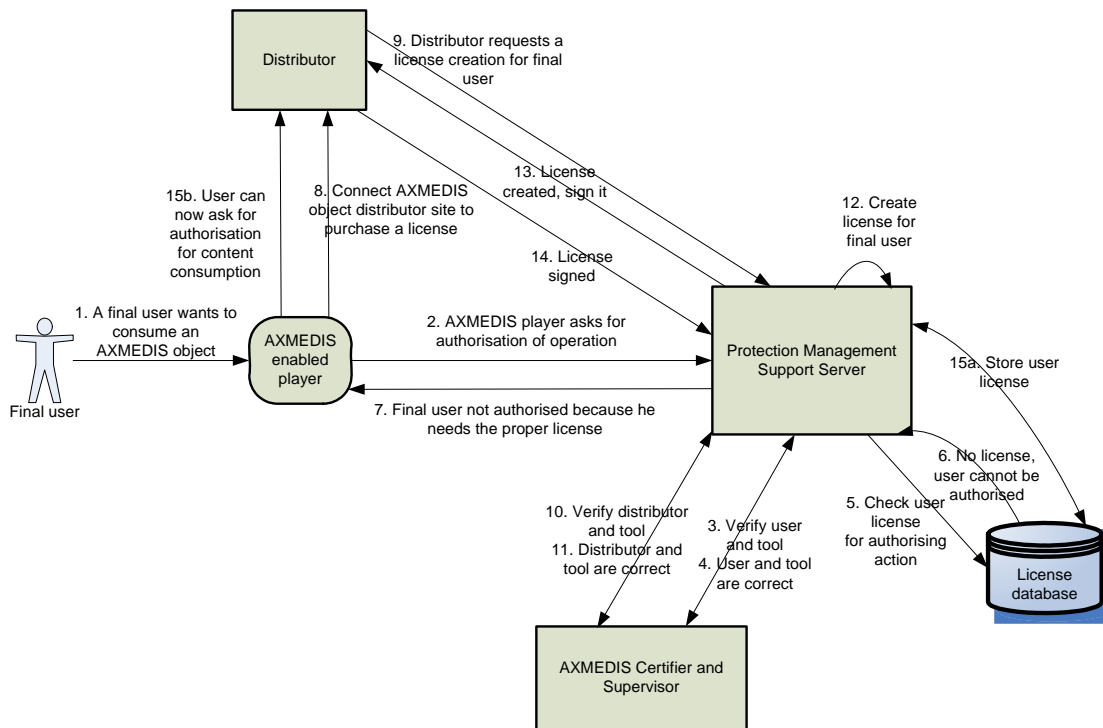 Distributor
9. Distributor requests a
license creation for final
user
13. License
created, sign it
15b. User can
now ask for
authorisation
for content
consumption
8. Connect AXMEDIS
object distributor site to
purchase a license
12. Create
license for
final user
14. License
signed
1. A final user wants to
consume an
AXMEDIS object
Final user
AXMEDIS
enabled
player
2. AXMEDIS player asks for
authorisation of operation
Protection Management
Support Server
15a. Store user
license
7. Final user not authorised because he
needs the proper license
6. No license,
user cannot be
authorised
5. Check user
license
for authorising
action
10. Verify distributor
and tool
11. Distributor and
tool are correct
3. Verify user
and tool
4. User and tool
are correct
License
database
AXMEDIS Certifier and
Supervisor